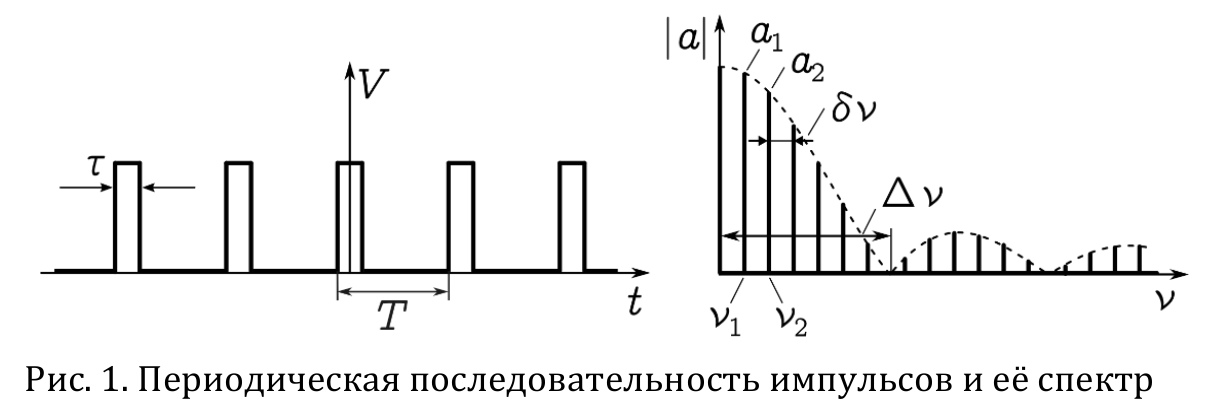 V
τ
t
T
|a|
a₁
a₂
δν
Δν
ν₁
ν₂
ν
Рис. 1. Периодическая последовательность импульсов и её спектр